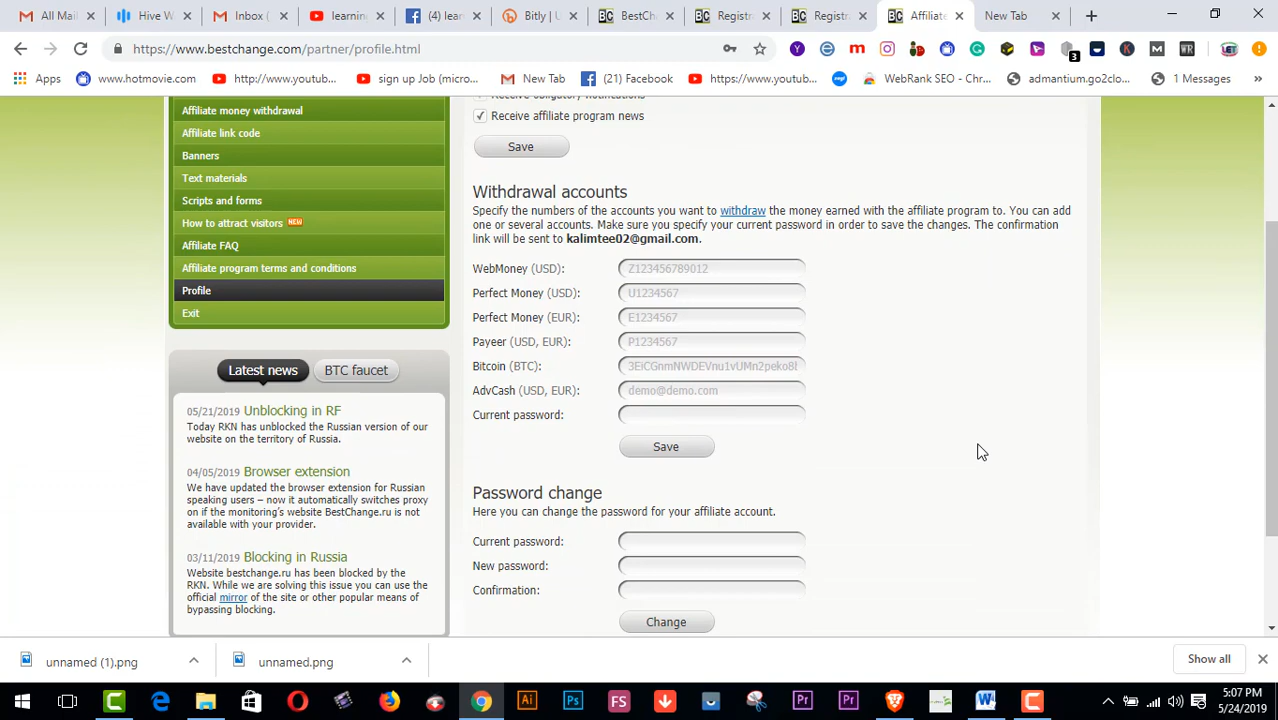 All Mail
Hive W
Inbox (
learning
(4) lea
Bitly | U
BestCh
Registra
Registr
Affiliate
New Tab
https://www.bestchange.com/partner/profile.html
3
Apps
www.hotmovie.com
http://www.youtub...
sign up Job (micro...
New Tab
(21) Facebook
https://www.youtub...
WebRank SEO - Chr...
admantium.go2clo...
1 Messages
Affiliate money withdrawal
Affiliate link code
Banners
Text materials
Scripts and forms
How to attract visitors NEW
Affiliate FAQ
Affiliate program terms and conditions
Profile
Exit
Latest news
BTC faucet
05/21/2019 Unblocking in RF
Today RKN has unblocked the Russian version of our
website on the territory of Russia.
04/05/2019 Browser extension
We have updated the browser extension for Russian
speaking users – now it automatically switches proxy
on if the monitoring's website BestChange.ru is not
available with your provider.
03/11/2019 Blocking in Russia
Website bestchange.ru has been blocked by the
RKN. While we are solving this issue you can use the
official mirror of the site or other popular means of
bypassing blocking.
Receive obligatory notifications
Receive affiliate program news
Save
Withdrawal accounts
Specify the numbers of the accounts you want to withdraw the money earned with the affiliate program to. You can add
one or several accounts. Make sure you specify your current password in order to save the changes. The confirmation
link will be sent to kalimtee02@gmail.com.
WebMoney (USD): Z123456789012
Perfect Money (USD): U1234567
Perfect Money (EUR): E1234567
Payeer (USD, EUR): P1234567
Bitcoin (BTC):
AdvCash (USD, EUR): demo@demo.com
Current password:
Save
Password change
Here you can change the password for your affiliate account.
Current password:
New password:
Confirmation:
Change
unnamed (1).png
unnamed.png
Show all
5:07 PM
5/24/2019